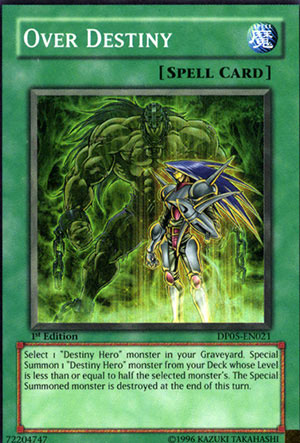 OVER DESTINY
魔
[SPELL CARD]
1st Edition
DP05-EN021
Select 1 "Destiny Hero" monster in your Graveyard. Special
Summon 1 "Destiny Hero" monster from your Deck whose Level
is less than or equal to half the selected monster's. The Special
Summoned monster is destroyed at the end of this turn.
72204747
©1996 KAZUKI TAKAHASHI